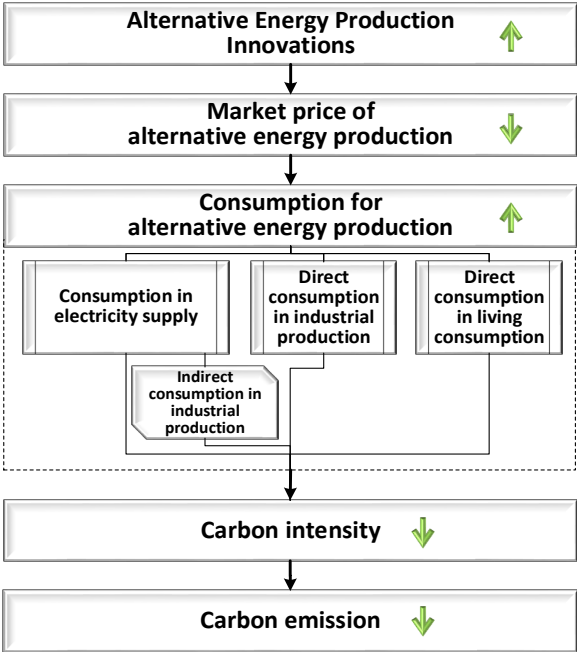 Alternative Energy Production
Innovations
Market price of
alternative energy production
Consumption for
alternative energy production
Consumption in
electricity supply
Direct
consumption
in industrial
production
Direct
consumption
in living
consumption
Indirect
consumption in
industrial
production
Carbon intensity
Carbon emission